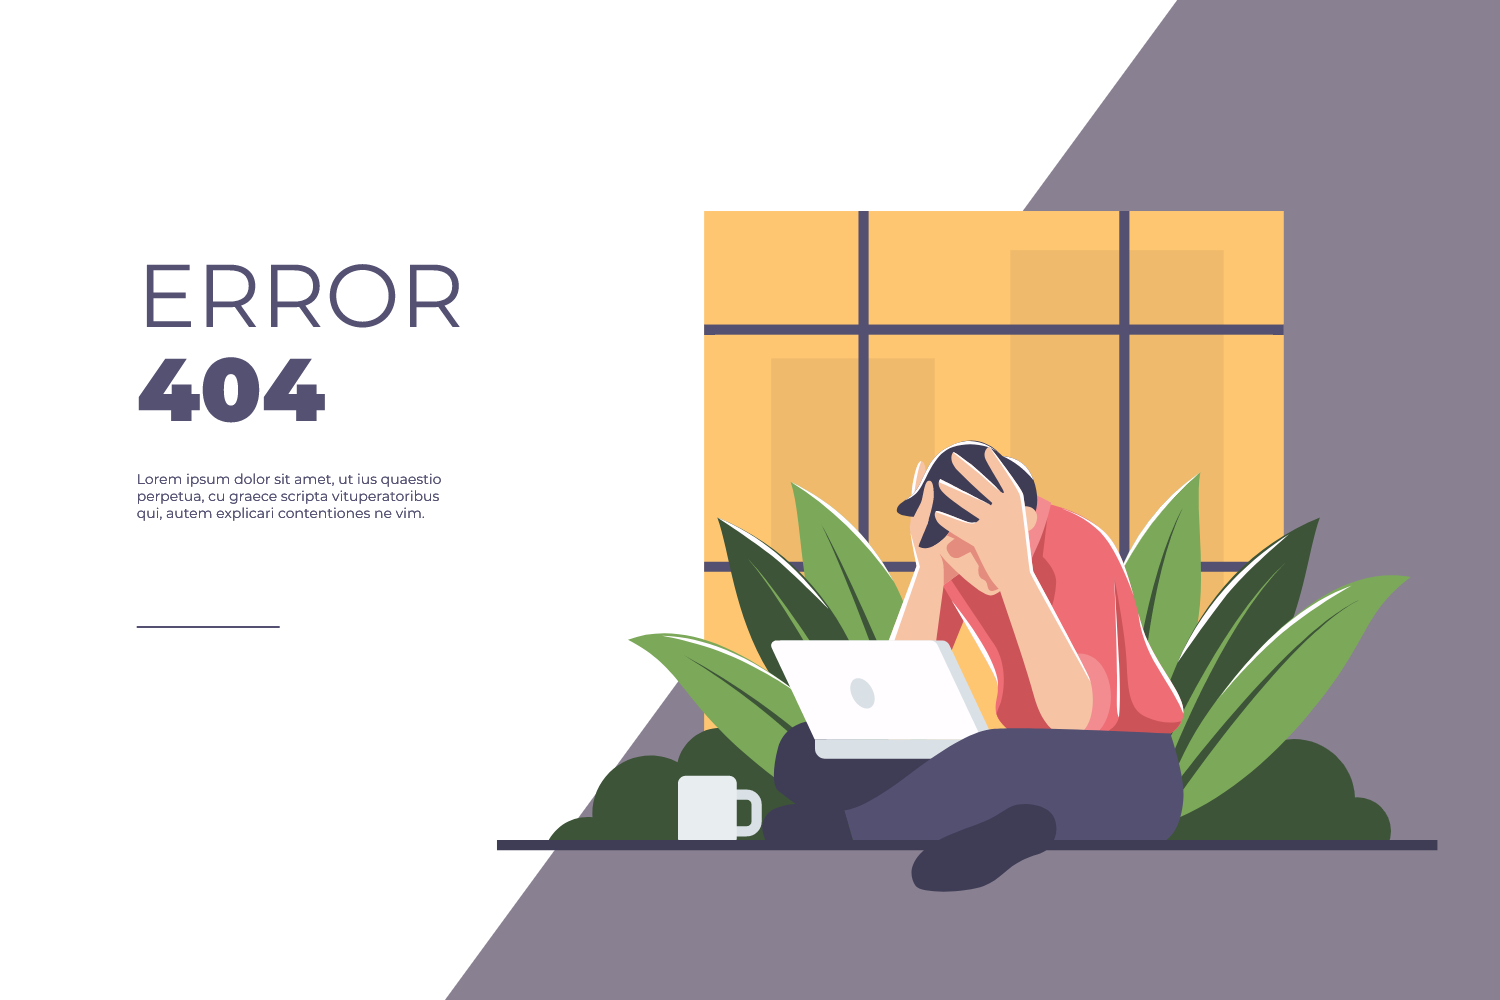 ERROR
404
Lorem ipsum dolor sit amet, ut ius quaestio
perpetua, cu graece scripta vituperatoribus
qui, autem explicari contentiones ne vim.